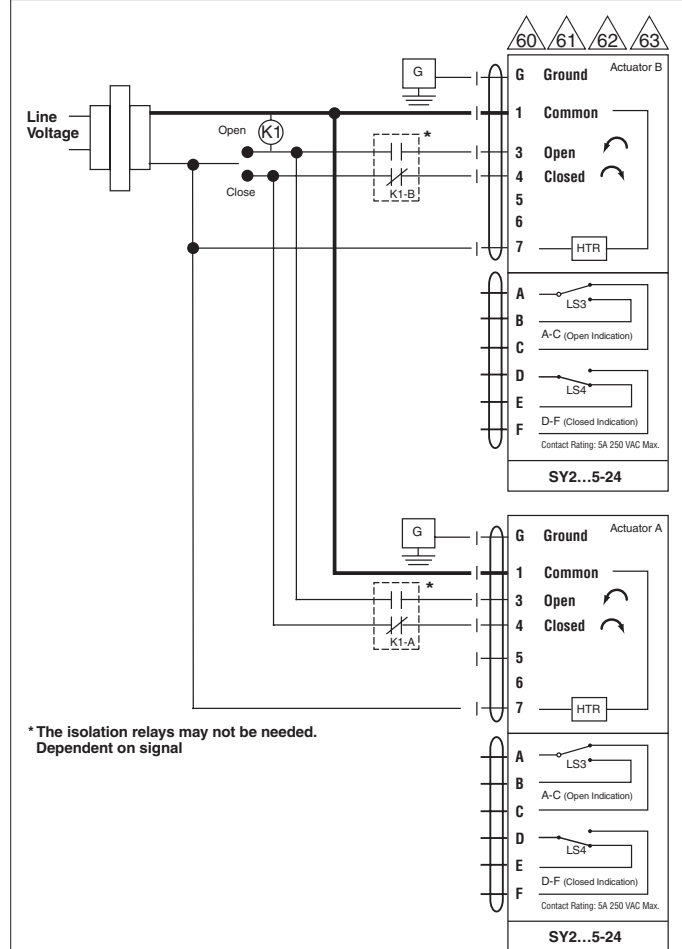 60 61 62 63
G
G Ground
Actuator B
Line
Voltage
1 Common
Open
K1
*
3 Open
4 Closed
Close
K1-B
5
6
7
HTR
A
LS3
B
A-C (Open Indication)
C
D
LS4
E
D-F (Closed Indication)
F
Contact Rating: 5A 250 VAC Max.
SY2...5-24
G
G Ground
Actuator A
1 Common
*
3 Open
4 Closed
K1-A
5
6
7
HTR
* The isolation relays may not be needed.
Dependent on signal
A
LS3
B
A-C (Open Indication)
C
D
LS4
E
D-F (Closed Indication)
F
Contact Rating: 5A 250 VAC Max.
SY2...5-24